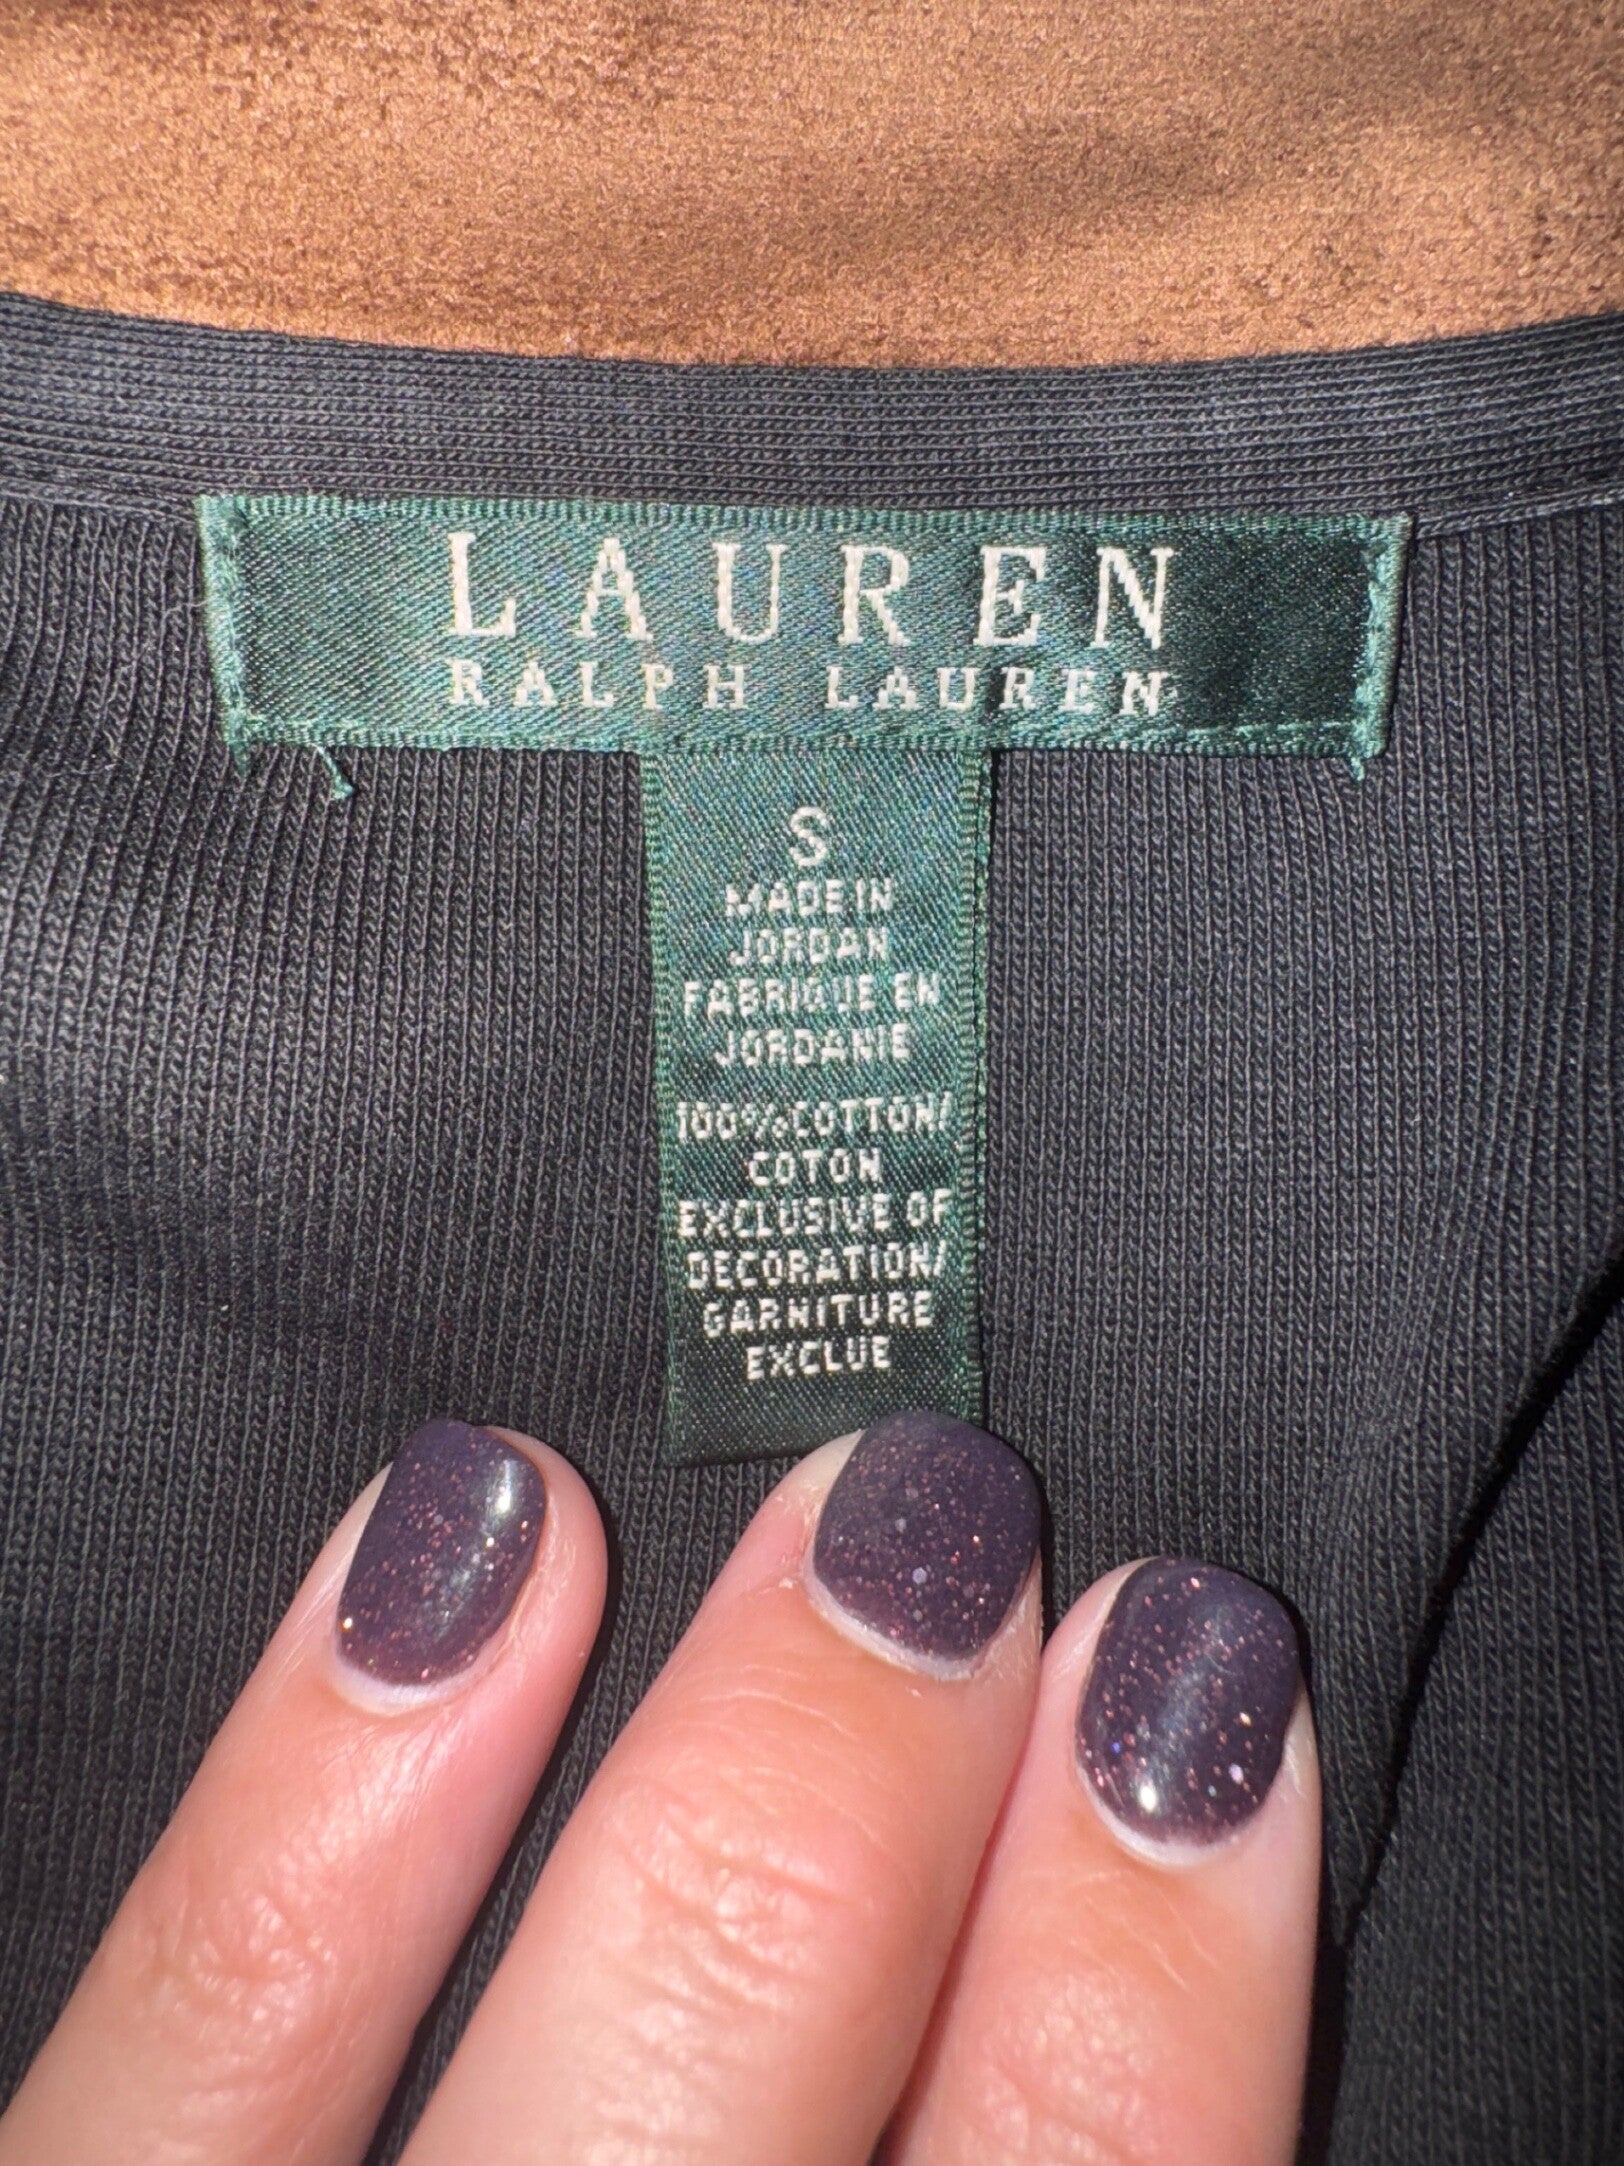 LAUREN
RALPH LAUREN
S
MADE IN
JORDAN
FABRIQUE EN
JORDANIE
100% COTTON/
COTON
EXCLUSIVE OF
DECORATION/
GARNITURE
EXCLUE